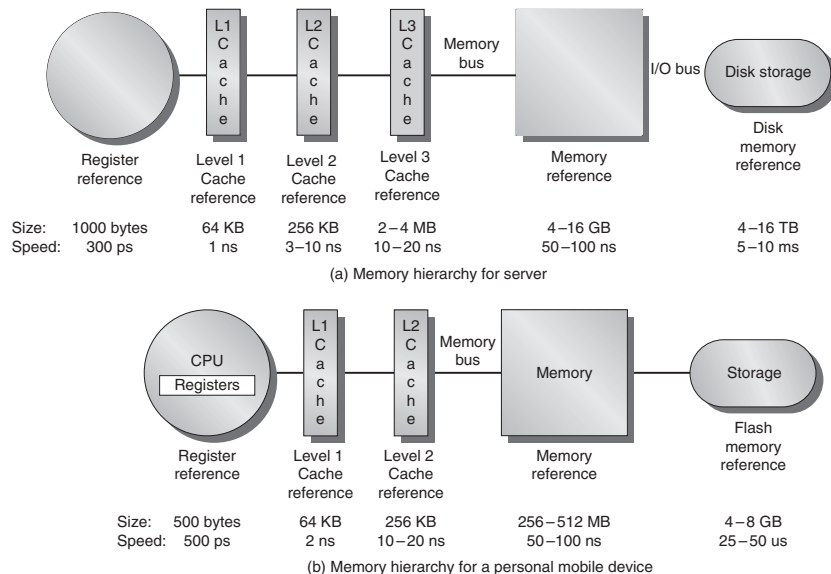 L1
C
a
c
h
e
L2
C
a
c
h
e
L3
C
a
c
h
e
Memory
bus
I/O bus
Disk storage
Register
reference
Level 1
Cache
reference
Level 2
Cache
reference
Level 3
Cache
reference
Memory
reference
Disk
memory
reference
Size: 1000 bytes 64 KB 256 KB 2–4 MB 4–16 GB 4–16 TB
Speed: 300 ps 1 ns 3–10 ns 10–20 ns 50–100 ns 5–10 ms
(a) Memory hierarchy for server
CPU
Registers
L1
C
a
c
h
e
L2
C
a
c
h
e
Memory
bus
Memory
Storage
Register
reference
Level 1
Cache
reference
Level 2
Cache
reference
Memory
reference
Flash
memory
reference
Size: 500 bytes 64 KB 256 KB 256–512 MB 4–8 GB
Speed: 500 ps 2 ns 10–20 ns 50–100 ns 25–50 us
(b) Memory hierarchy for a personal mobile device